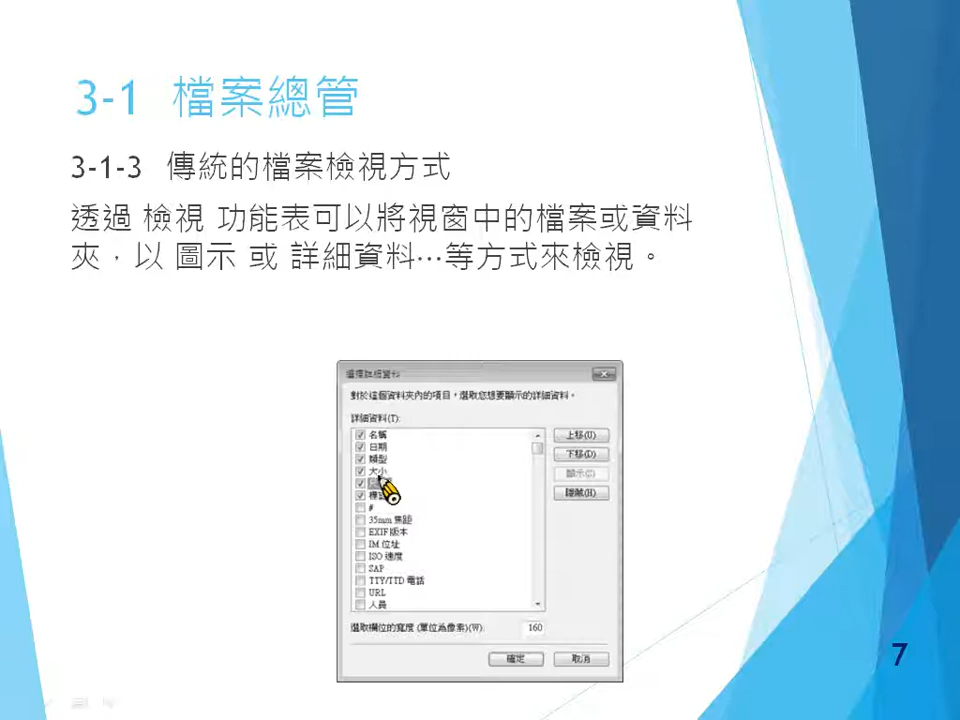 3-1 檔案總管
3-1-3 傳統的檔案檢視方式
透過 檢視 功能表可以將視窗中的檔案或資料
夾，以 圖示 或 詳細資料…等方式來檢視。
選擇詳細資料
對於這個資料夾內的項目，選取您想要顯示的詳細資料。
詳細資料(T):
名稱
日期
類型
大小
#
35mm 焦距
EXIF 版本
IM 位址
ISO 速度
SAP
TTY/TTD 電話
URL
人員
上移(U)
下移(D)
顯示(S)
隱藏(H)
選取欄位的寬度 (單位為像素)(W):
160
確定
取消
7